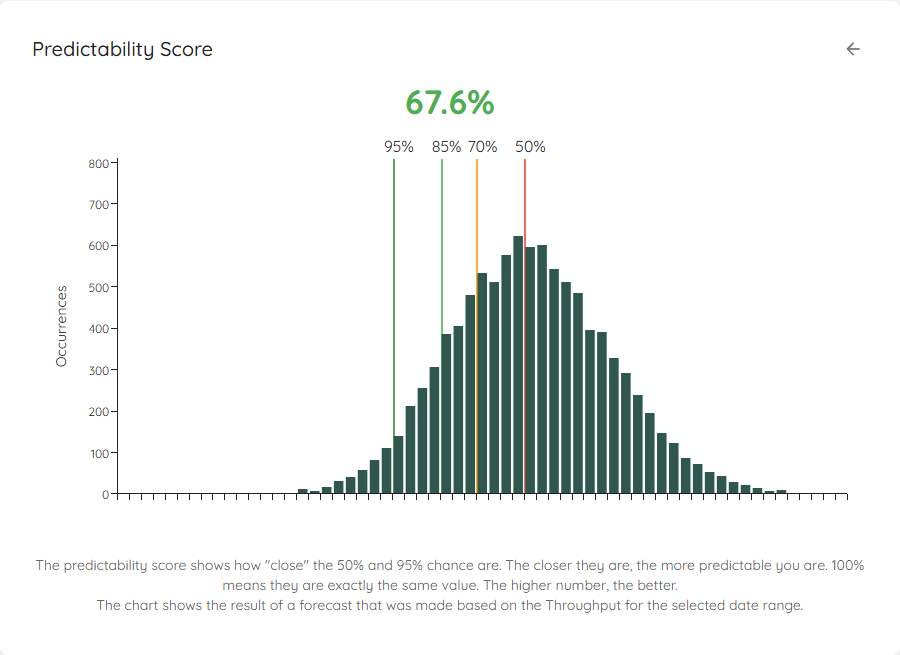 Predictability Score
67.6%
95% 85% 70% 50%
800
700
600
500
400
300
200
100
0
Occurrences
The predictability score shows how "close" the 50% and 95% chance are. The closer they are, the more predictable you are. 100%
means they are exactly the same value. The higher number, the better.
The chart shows the result of a forecast that was made based on the Throughput for the selected date range.